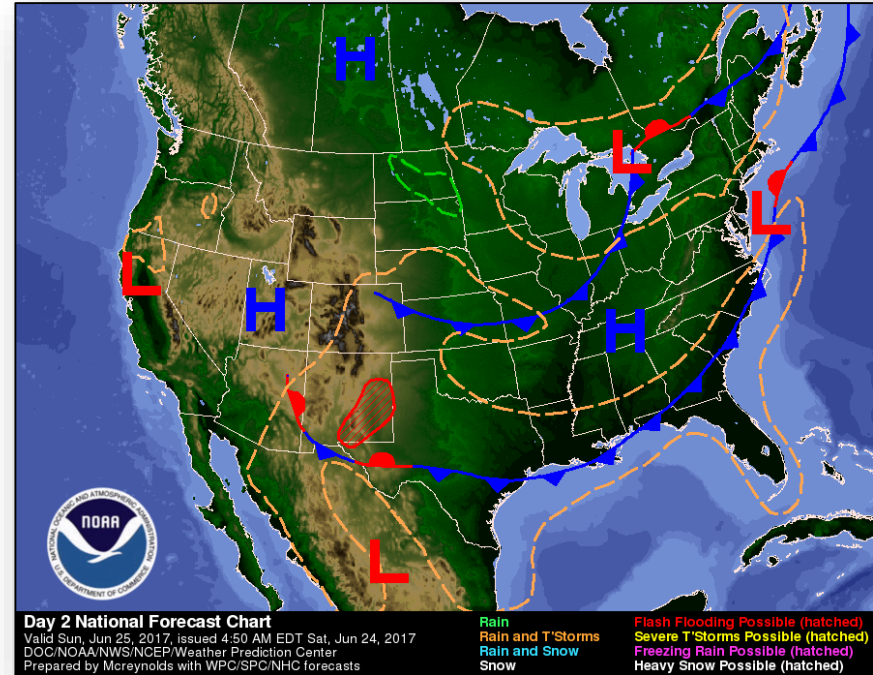 H
L
L
L
H
H
L
NATIONAL OCEANIC AND ATMOSPHERIC ADMINISTRATION
NOAA
U.S. DEPARTMENT OF COMMERCE
Day 2 National Forecast Chart
Valid Sun, Jun 25, 2017, issued 4:50 AM EDT Sat, Jun 24, 2017
DOC/NOAA/NWS/NCEP/Weather Prediction Center
Prepared by Mcreynolds with WPC/SPC/NHC forecasts
Rain
Rain and T'Storms
Rain and Snow
Snow
Flash Flooding Possible (hatched)
Severe T'Storms Possible (hatched)
Freezing Rain Possible (hatched)
Heavy Snow Possible (hatched)